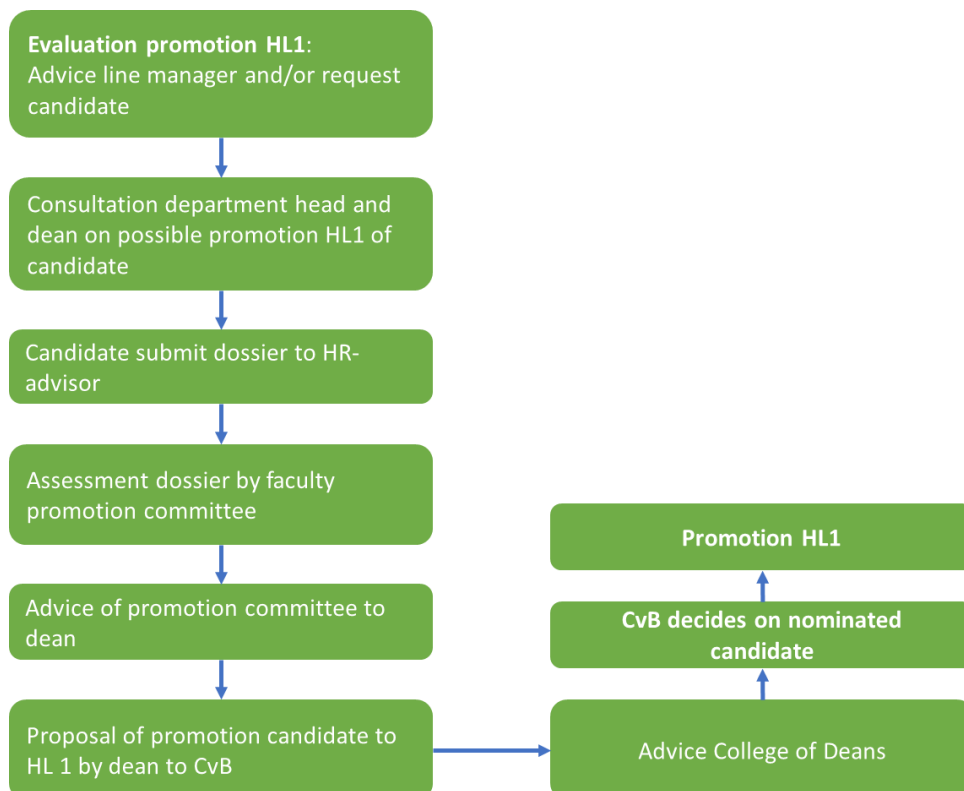 Evaluation promotion HL1:
Advice line manager and/or request
candidate
Consultation department head and
dean on possible promotion HL1 of
candidate
Candidate submit dossier to HR-
advisor
Assessment dossier by faculty
promotion committee
Advice of promotion committee to
dean
Proposal of promotion candidate to
HL 1 by dean to CvB
Advice College of Deans
CvB decides on nominated
candidate
Promotion HL1